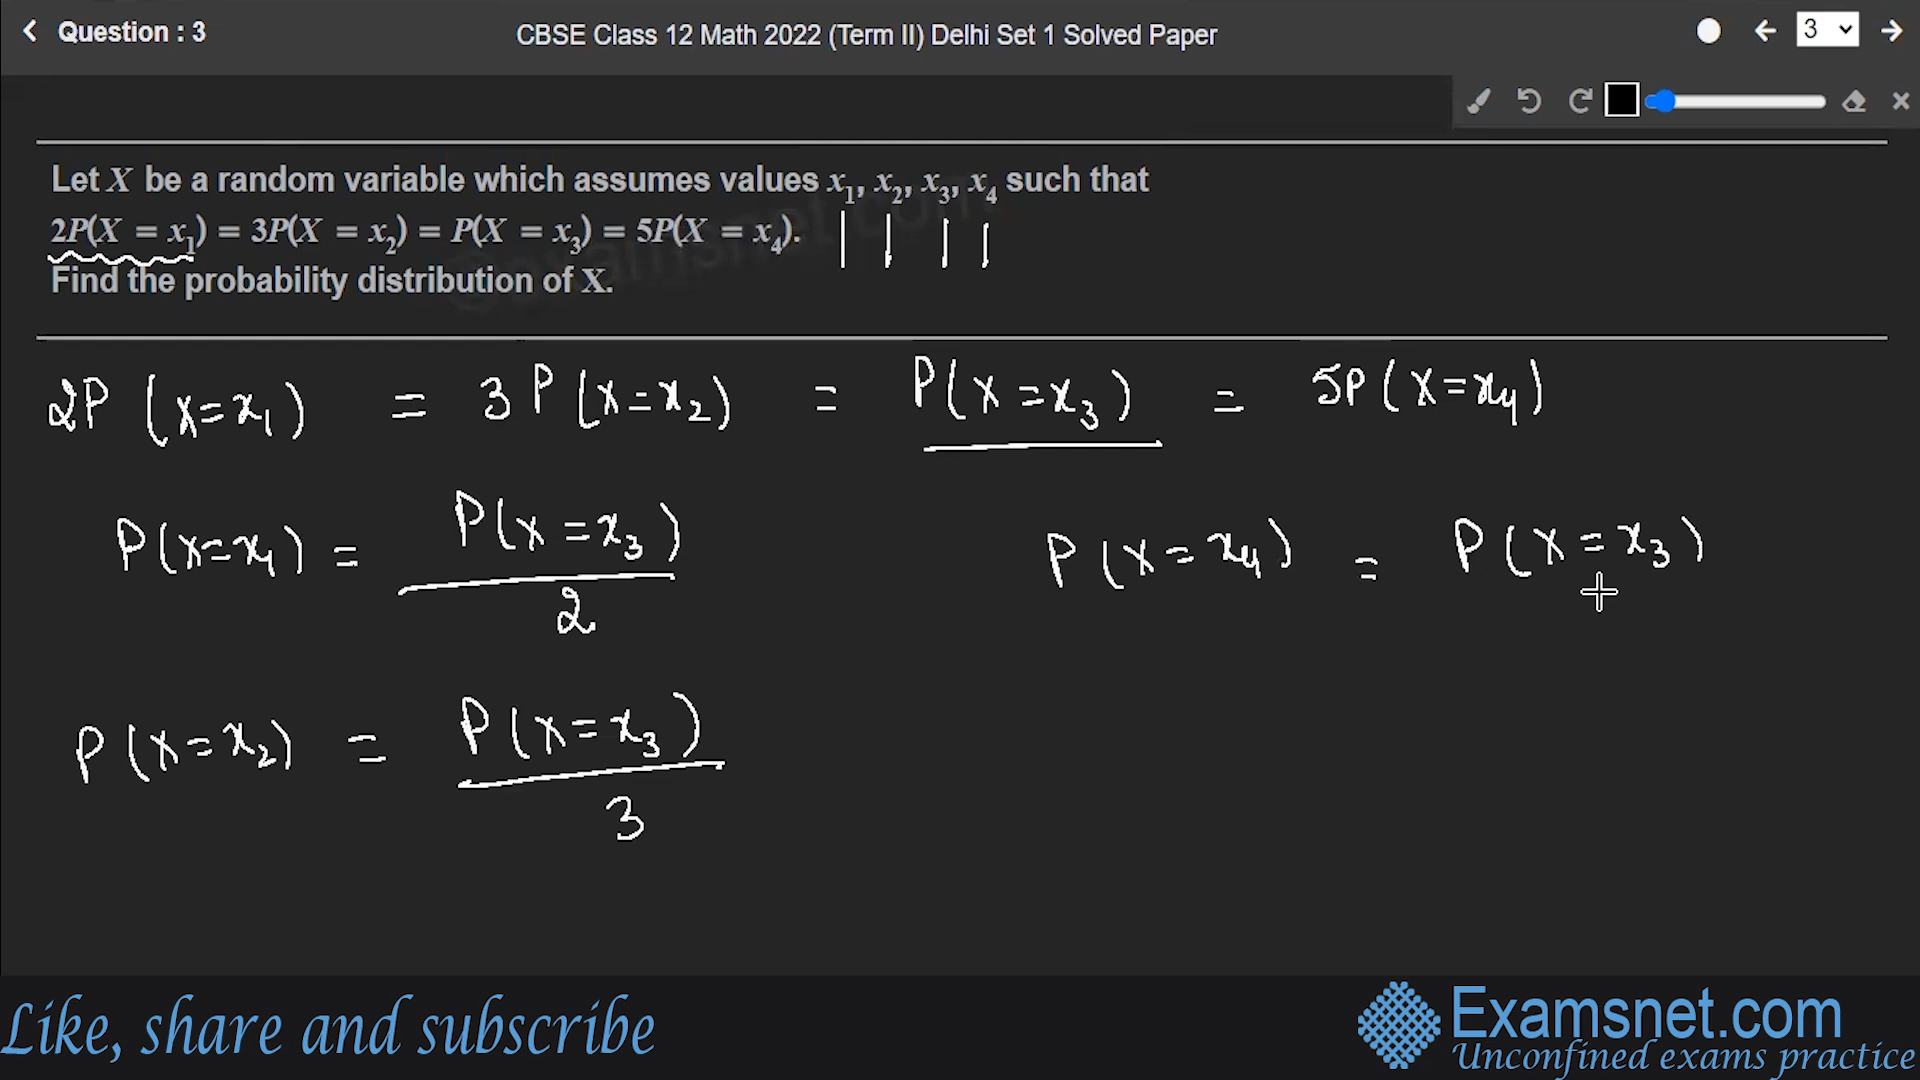 Question : 3
CBSE Class 12 Math 2022 (Term II) Delhi Set 1 Solved Paper
3
Let X be a random variable which assumes values x₁, x₂, x₃, x₄ such that
2P(X = x₁) = 3P(X = x₂) = P(X = x₃) = 5P(X = x₄).
Find the probability distribution of X.
@examsnet.com
2P (X=x₁) = 3 P (X=x₂) = P(X=x₃) = 5P (X=x₄)
P(X=x₁) = P(X=x₃) / 2
P (X=x₄) = P(X=x₃)
P (X=x₂) = P(X=x₃) / 3
Like, share and subscribe
Examsnet.com
Unconfined exams practice